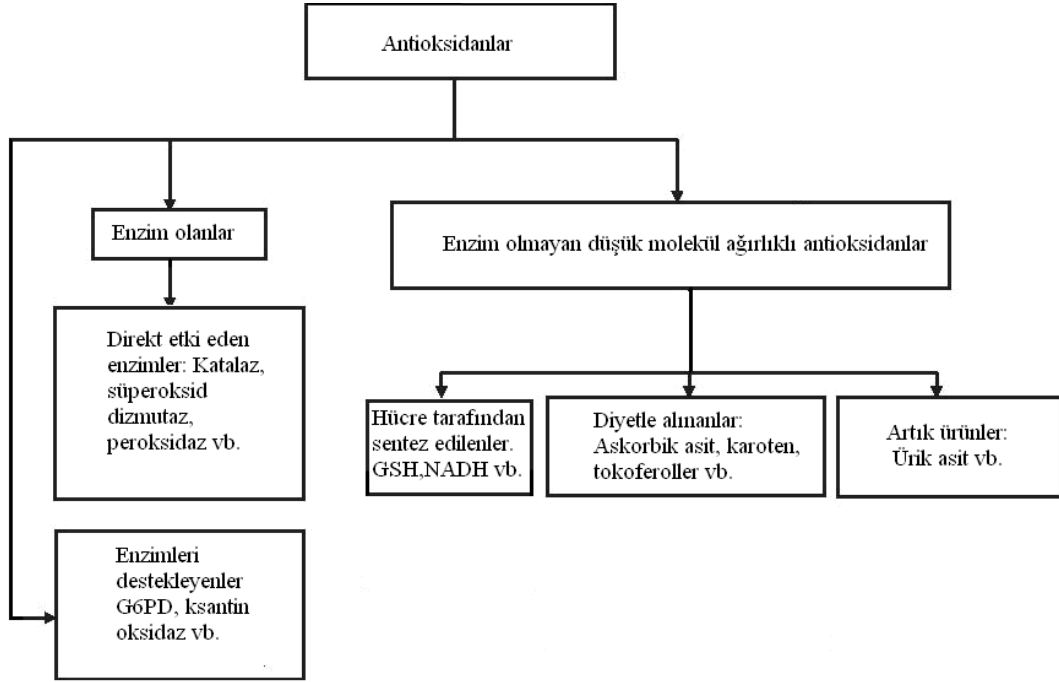 Antioksidanlar
Enzim olanlar
Enzim olmayan düşük molekül ağırlıklı antioksidanlar
Direkt etki eden
enzimler: Katalaz,
süperoksid
dizmutaz,
peroksidaz vb.
Hücre tarafından
sentez edilenler.
GSH,NADH vb.
Diyetle alınanlar:
Askorbik asit, karoten,
tokoferoller vb.
Artık ürünler:
Ürik asit vb.
Enzimleri
destekleyenler
G6PD, ksantin
oksidaz vb.